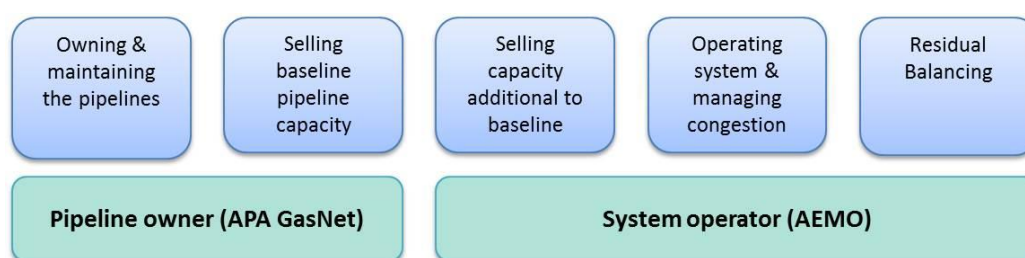 Owning &
maintaining
the pipelines
Selling
baseline
pipeline
capacity
Selling
capacity
additional to
baseline
Operating
system &
managing
congestion
Residual
Balancing
Pipeline owner (APA GasNet)
System operator (AEMO)